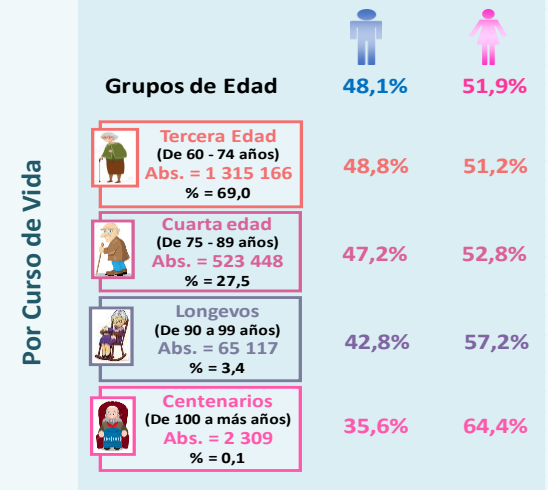 Por Curso de Vida
Grupos de Edad 48,1% 51,9%
Tercera Edad
(De 60 - 74 años)
Abs. = 1 315 166
% = 69,0
48,8% 51,2%
Cuarta edad
(De 75 - 89 años)
Abs. = 523 448
% = 27,5
47,2% 52,8%
Longevos
(De 90 a 99 años)
Abs. = 65 117
% = 3,4
42,8% 57,2%
Centenarios
(De 100 a más años)
Abs. = 2 309
% = 0,1
35,6% 64,4%